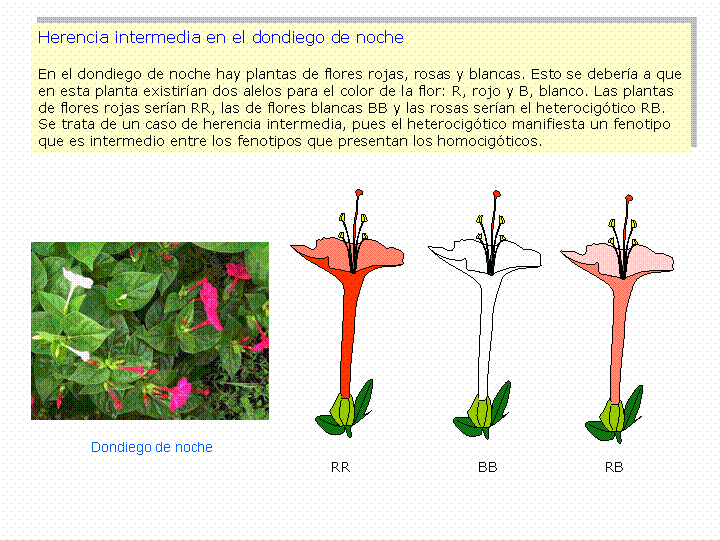 Herencia intermedia en el dondiego de noche
En el dondiego de noche hay plantas de flores rojas, rosas y blancas. Esto se debería a que
en esta planta existirían dos alelos para el color de la flor: R, rojo y B, blanco. Las plantas
de flores rojas serían RR, las de flores blancas BB y las rosas serían el heterocigótico RB.
Se trata de un caso de herencia intermedia, pues el heterocigótico manifiesta un fenotipo
que es intermedio entre los fenotipos que presentan los homocigóticos.
Dondiego de noche
RR BB RB